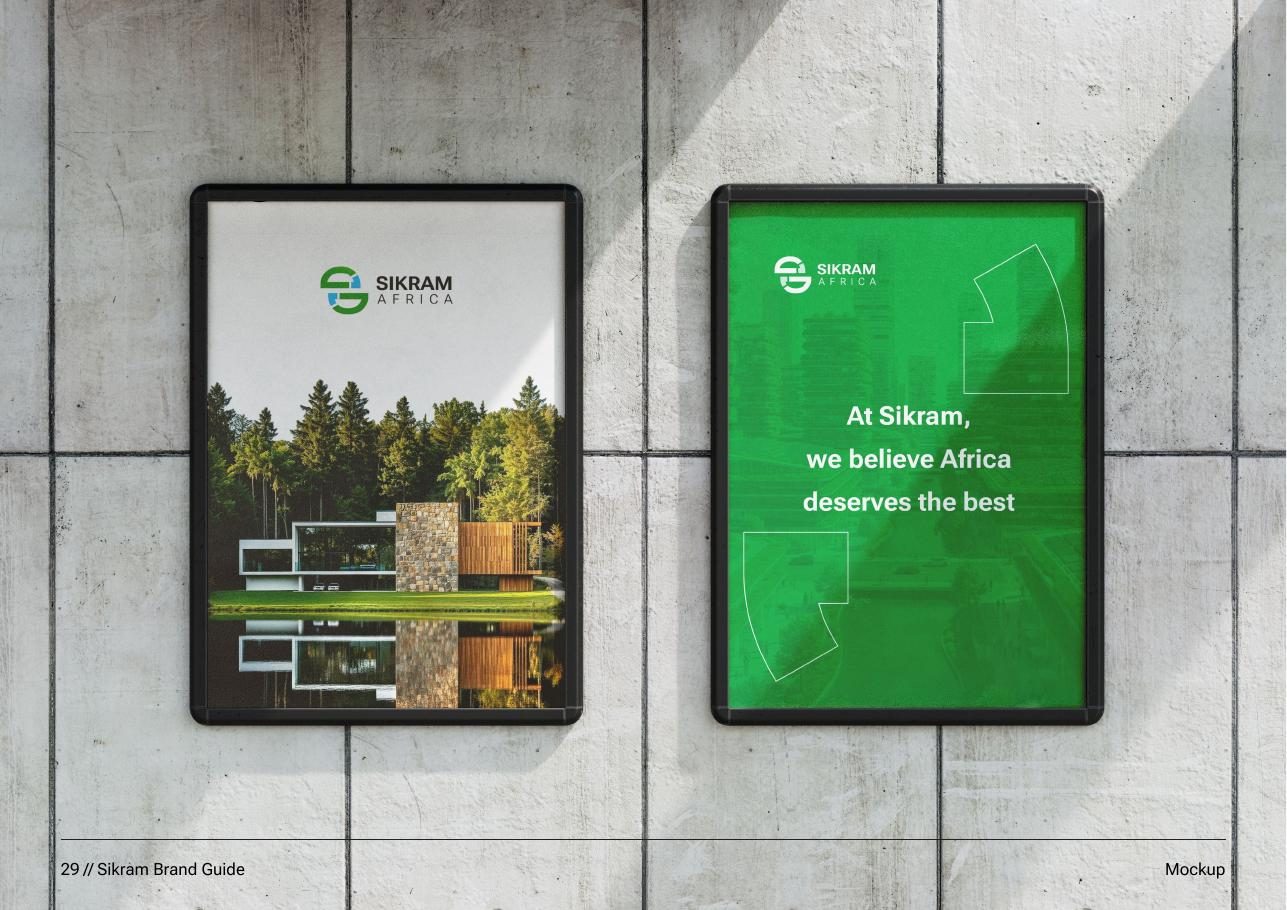 SIKRAM
AFRICA
SIKRAM
AFRICA
At Sikram,
we believe Africa
deserves the best
29 // Sikram Brand Guide
Mockup